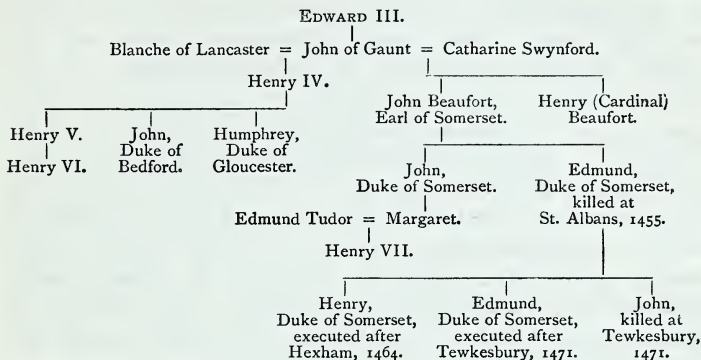 EDWARD III.
Blanche of Lancaster = John of Gaunt = Catharine Swynford.
Henry IV.
John Beaufort,
Earl of Somerset.
Henry (Cardinal)
Beaufort.
Henry V.
John,
Duke of
Bedford.
Humphrey,
Duke of
Gloucester.
Henry VI.
John,
Duke of Somerset.
Edmund,
Duke of Somerset,
killed at
St. Albans, 1455.
Edmund Tudor = Margaret.
Henry VII.
Henry,
Duke of Somerset,
executed after
Hexham, 1464.
Edmund,
Duke of Somerset,
executed after
Tewkesbury, 1471.
John,
killed at
Tewkesbury,
1471.